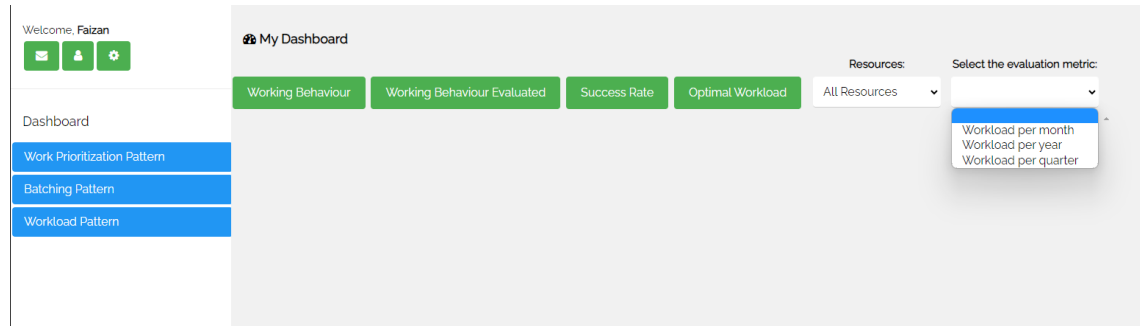 Welcome, Faizan
My Dashboard
Resources:
Select the evaluation metric:
Working Behaviour
Working Behaviour Evaluated
Success Rate
Optimal Workload
All Resources
Workload per month
Workload per year
Workload per quarter
Dashboard
Work Prioritization Pattern
Batching Pattern
Workload Pattern